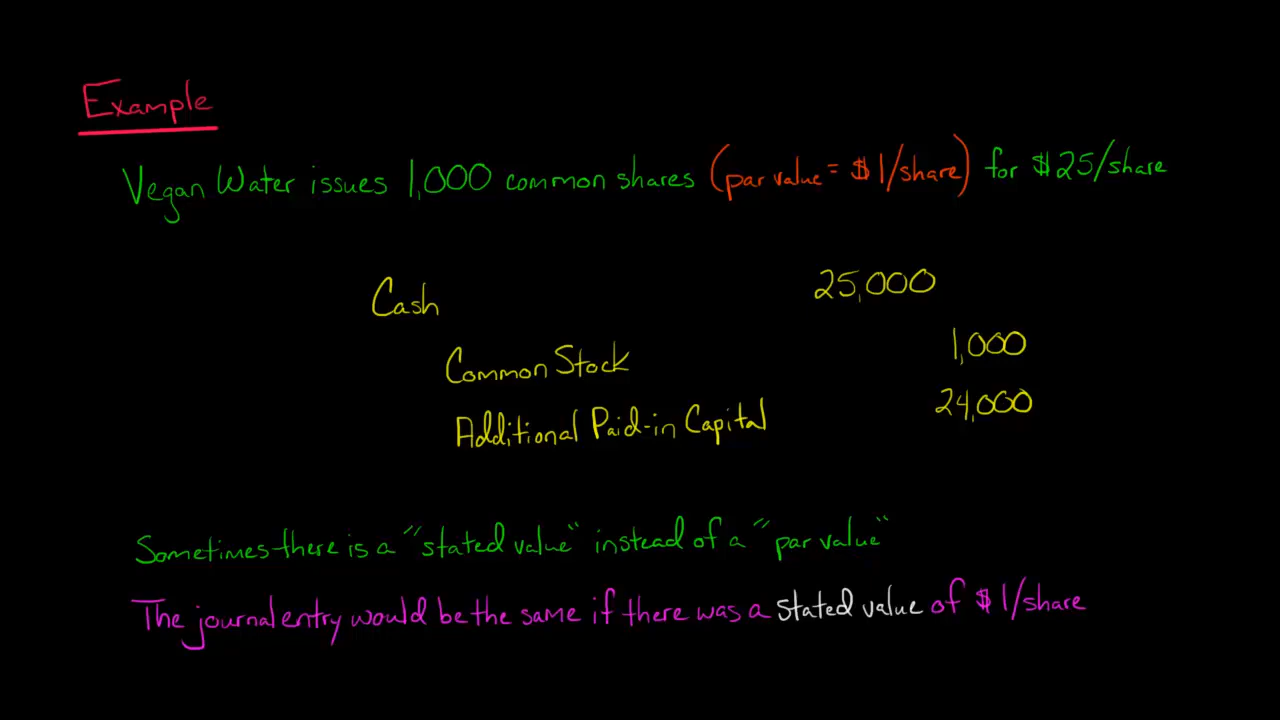 Example
Vegan Water issues 1,000 common shares (par value = $1/share) for $25/share
Cash 25,000
Common Stock 1,000
Additional Paid-in Capital 24,000
Sometimes there is a "stated value" instead of a "par value"
The journal entry would be the same if there was a stated value of $1/share